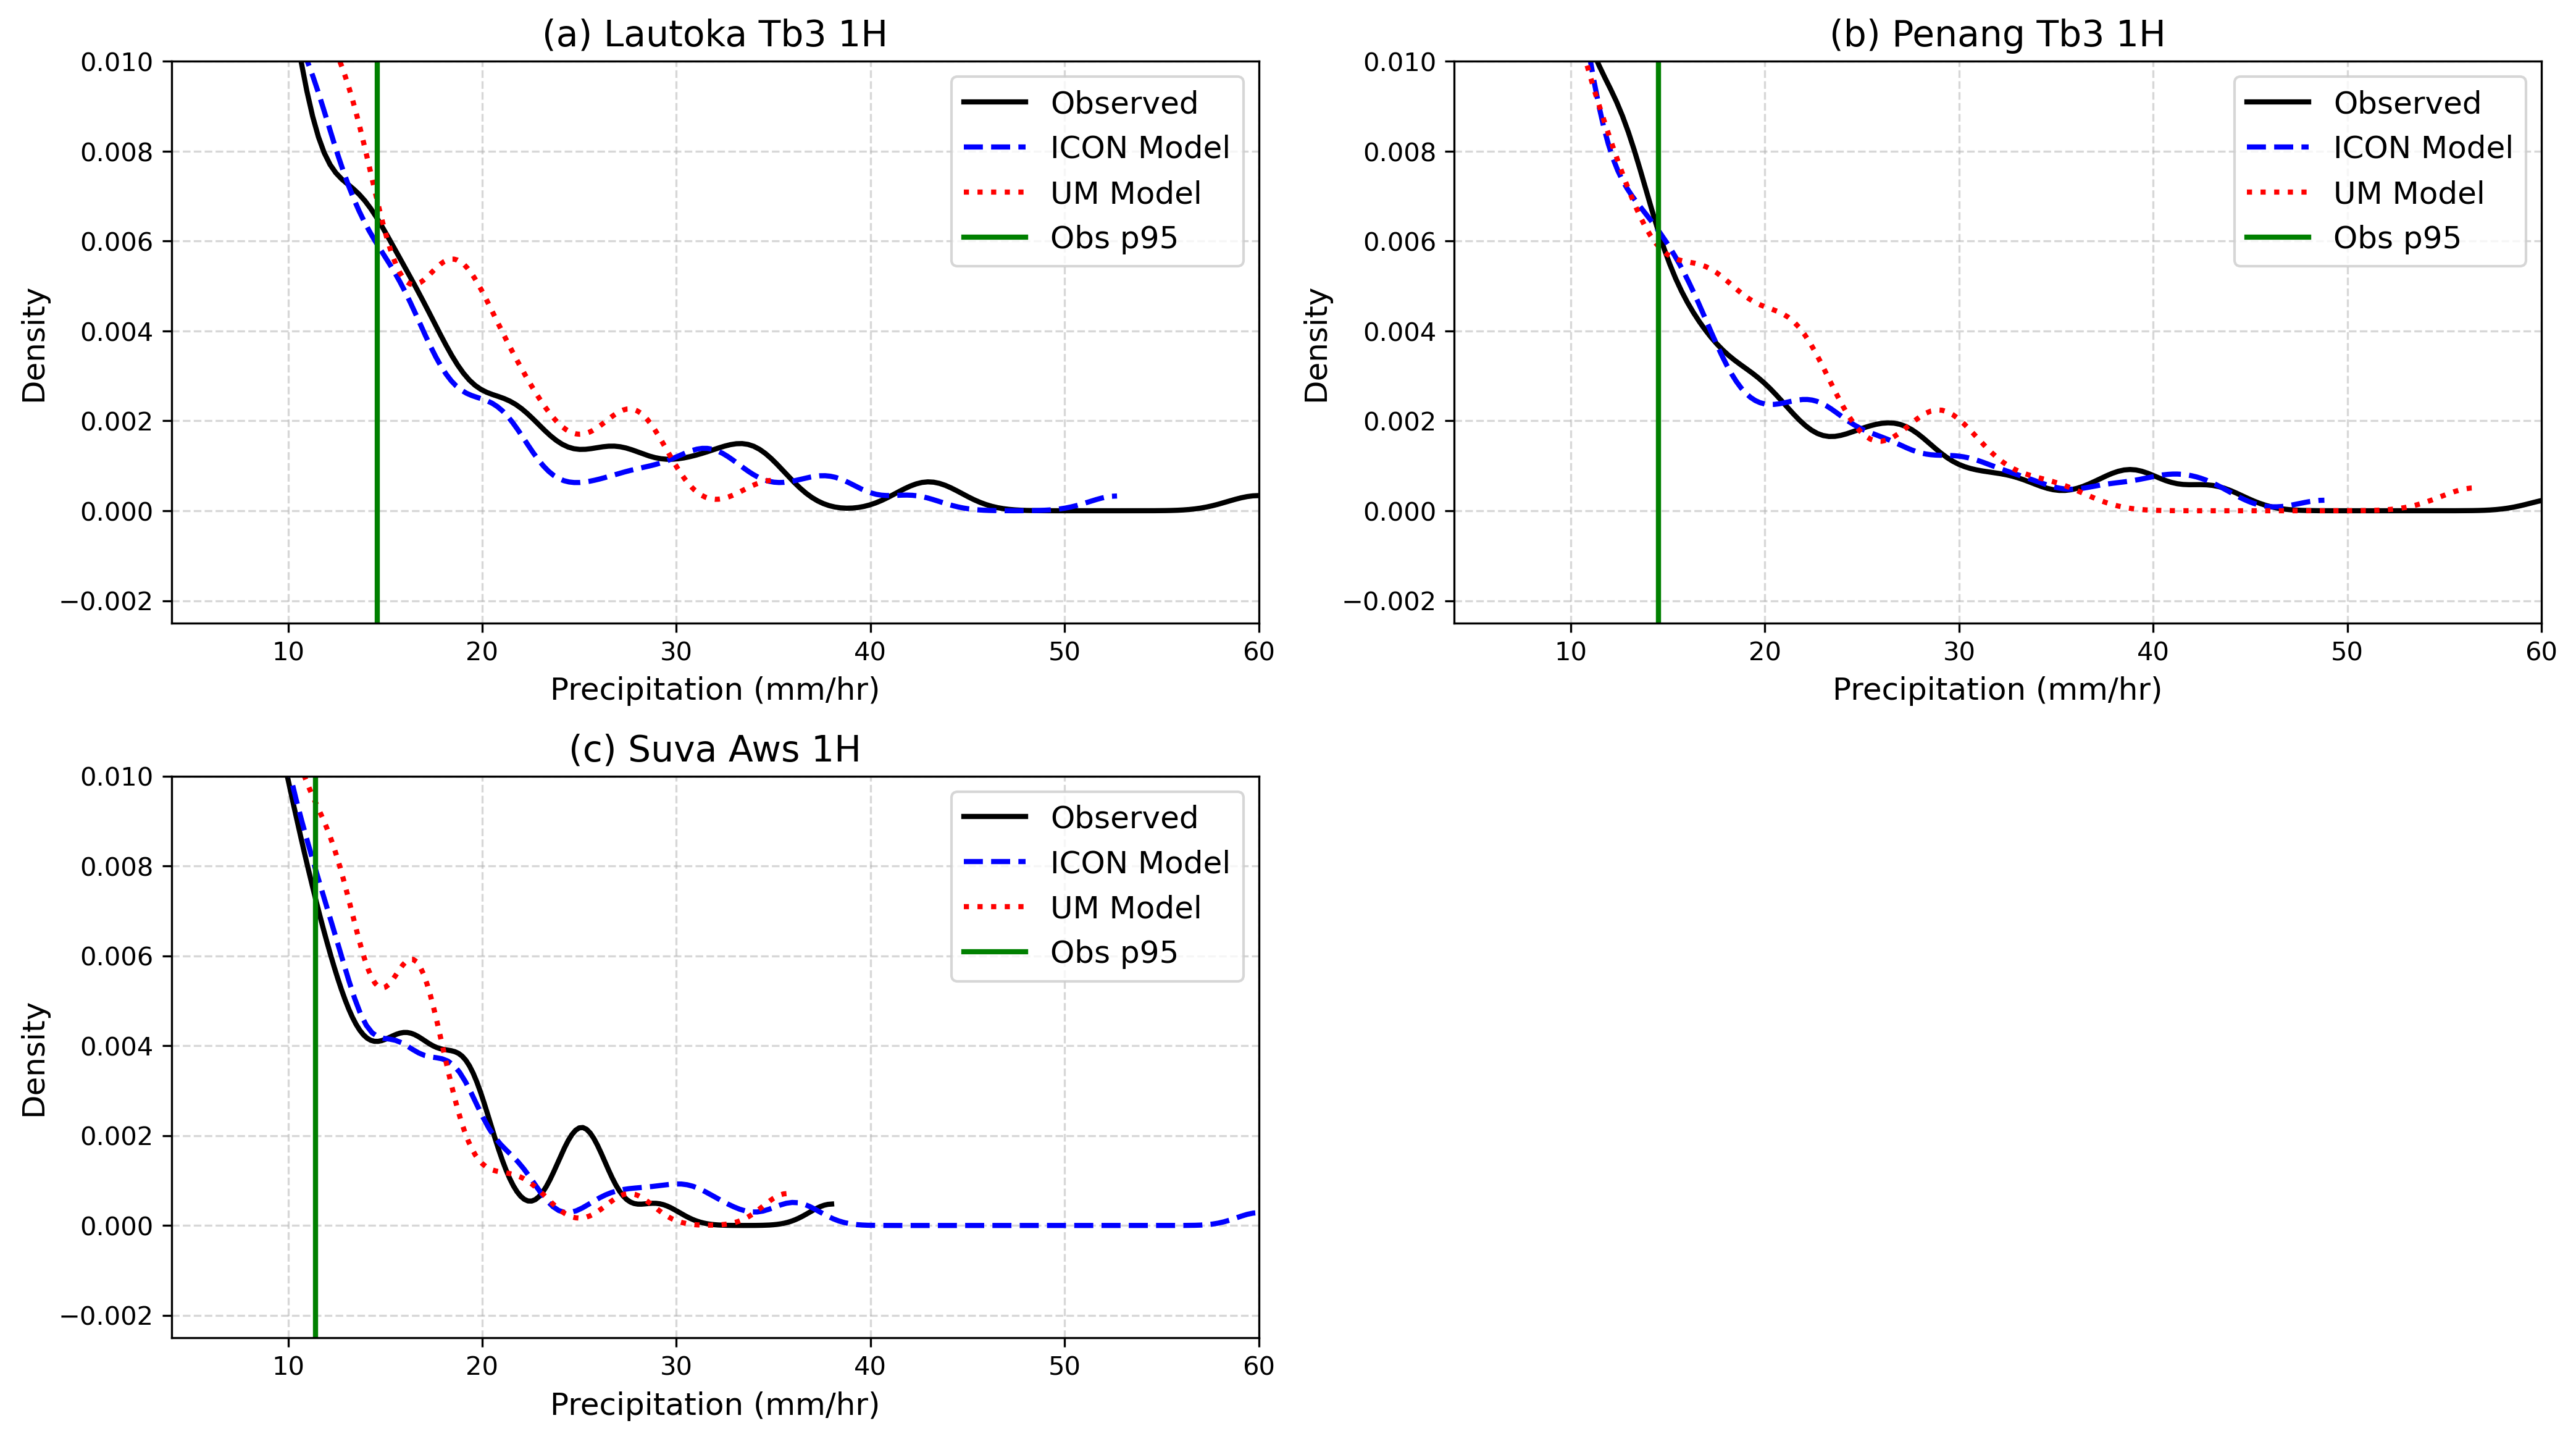 (a) Lautoka Tb3 1H
0.010
0.008
0.006
0.004
0.002
0.000
−0.002
Density
10 20 30 40 50 60
Precipitation (mm/hr)
Observed
ICON Model
UM Model
Obs p95
(b) Penang Tb3 1H
0.010
0.008
0.006
0.004
0.002
0.000
−0.002
Density
10 20 30 40 50 60
Precipitation (mm/hr)
Observed
ICON Model
UM Model
Obs p95
(c) Suva Aws 1H
0.010
0.008
0.006
0.004
0.002
0.000
−0.002
Density
10 20 30 40 50 60
Precipitation (mm/hr)
Observed
ICON Model
UM Model
Obs p95